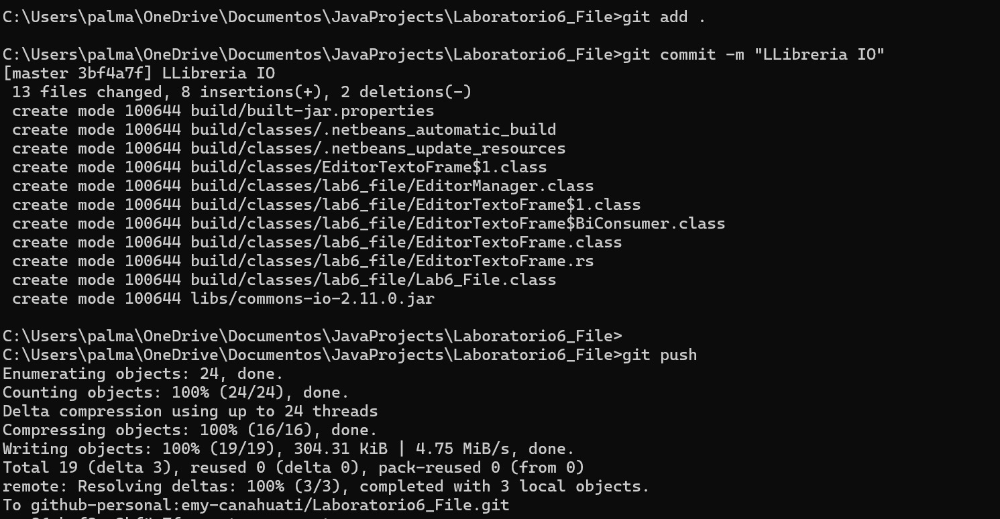 C:\Users\palma\OneDrive\Documentos\JavaProjects\Laboratorio6_File>git add .
C:\Users\palma\OneDrive\Documentos\JavaProjects\Laboratorio6_File>git commit -m "LLibreria IO"
[master 3bf4a7f] LLibreria IO
 13 files changed, 8 insertions(+), 2 deletions(-)
 create mode 100644 build/built-jar.properties
 create mode 100644 build/classes/.netbeans_automatic_build
 create mode 100644 build/classes/.netbeans_update_resources
 create mode 100644 build/classes/EditorTextoFrame$1.class
 create mode 100644 build/classes/lab6_file/EditorManager.class
 create mode 100644 build/classes/lab6_file/EditorTextoFrame$1.class
 create mode 100644 build/classes/lab6_file/EditorTextoFrame$BiConsumer.class
 create mode 100644 build/classes/lab6_file/EditorTextoFrame.class
 create mode 100644 build/classes/lab6_file/EditorTextoFrame.rs
 create mode 100644 build/classes/lab6_file/Lab6_File.class
 create mode 100644 libs/commons-io-2.11.0.jar
C:\Users\palma\OneDrive\Documentos\JavaProjects\Laboratorio6_File>
C:\Users\palma\OneDrive\Documentos\JavaProjects\Laboratorio6_File>git push
Enumerating objects: 24, done.
Counting objects: 100% (24/24), done.
Delta compression using up to 24 threads
Compressing objects: 100% (16/16), done.
Writing objects: 100% (19/19), 304.31 KiB | 4.75 MiB/s, done.
Total 19 (delta 3), reused 0 (delta 0), pack-reused 0 (from 0)
remote: Resolving deltas: 100% (3/3), completed with 3 local objects.
To github-personal:emy-canahuati/Laboratorio6_File.git